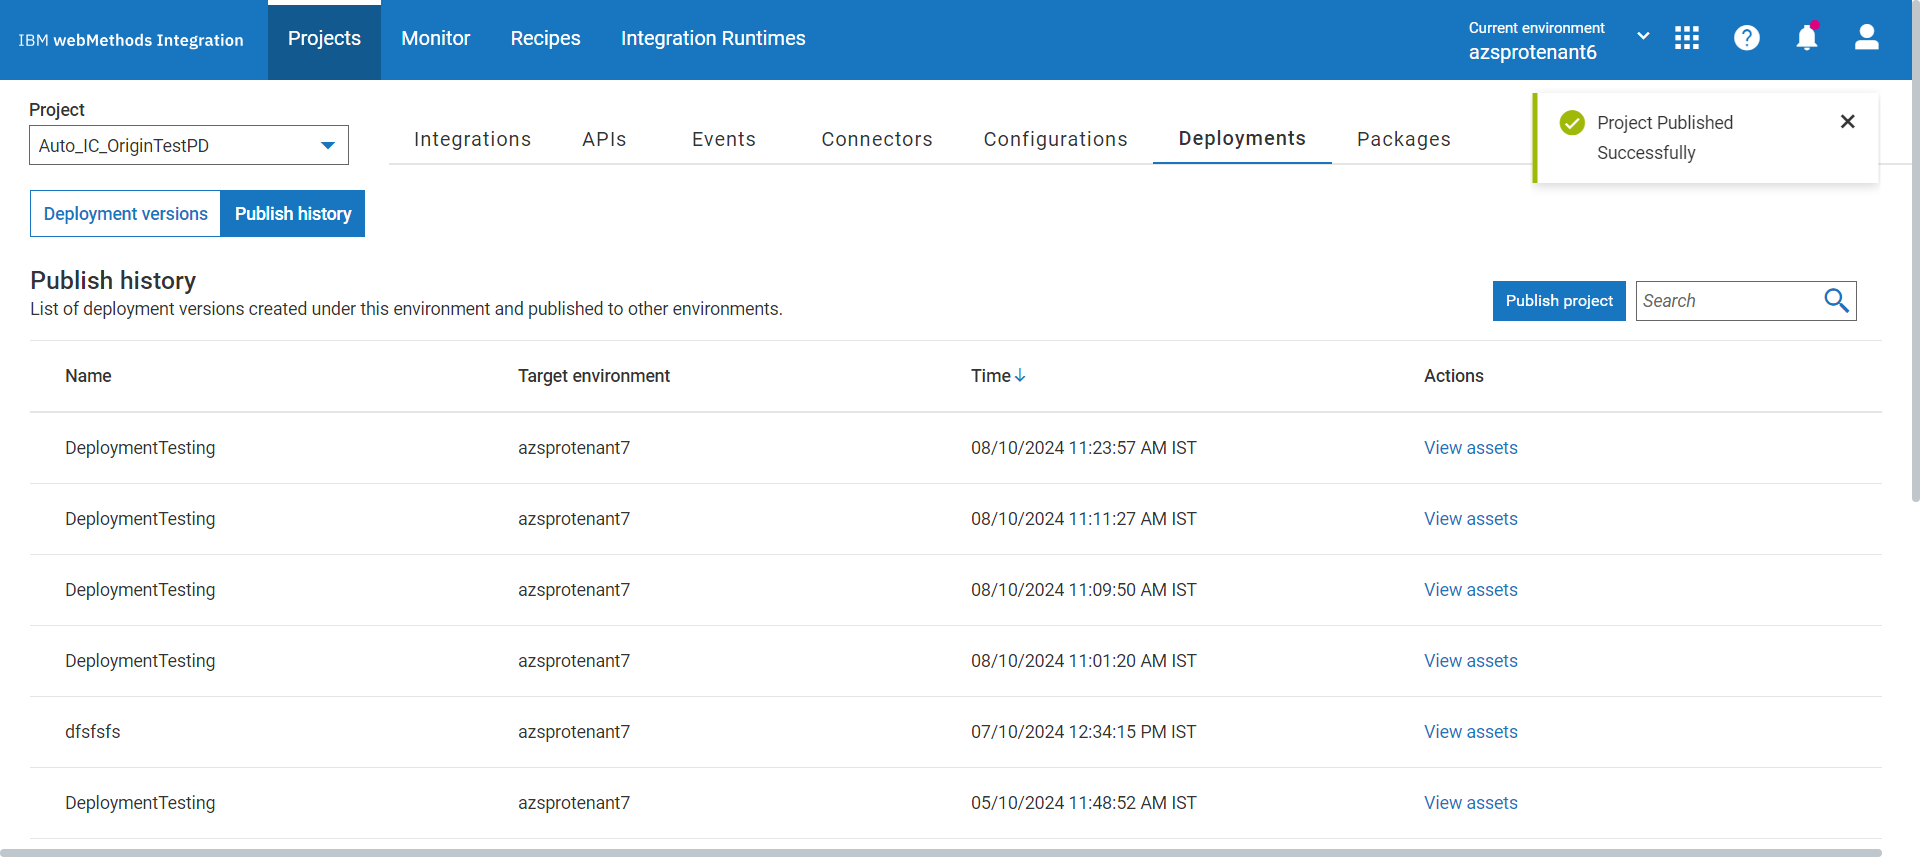 IBM webMethods Integration
Projects
Monitor
Recipes
Integration Runtimes
Current environment
azsprotenant6
Project
Auto_IC_OriginTestPD
Integrations
APIs
Events
Connectors
Configurations
Deployments
Packages
Project Published
Successfully
Deployment versions
Publish history
Publish history
List of deployment versions created under this environment and published to other environments.
Publish project
Search
Name Target environment Time Actions
DeploymentTesting azsprotenant7 08/10/2024 11:23:57 AM IST View assets
DeploymentTesting azsprotenant7 08/10/2024 11:11:27 AM IST View assets
DeploymentTesting azsprotenant7 08/10/2024 11:09:50 AM IST View assets
DeploymentTesting azsprotenant7 08/10/2024 11:01:20 AM IST View assets
dfsfsfs azsprotenant7 07/10/2024 12:34:15 PM IST View assets
DeploymentTesting azsprotenant7 05/10/2024 11:48:52 AM IST View assets